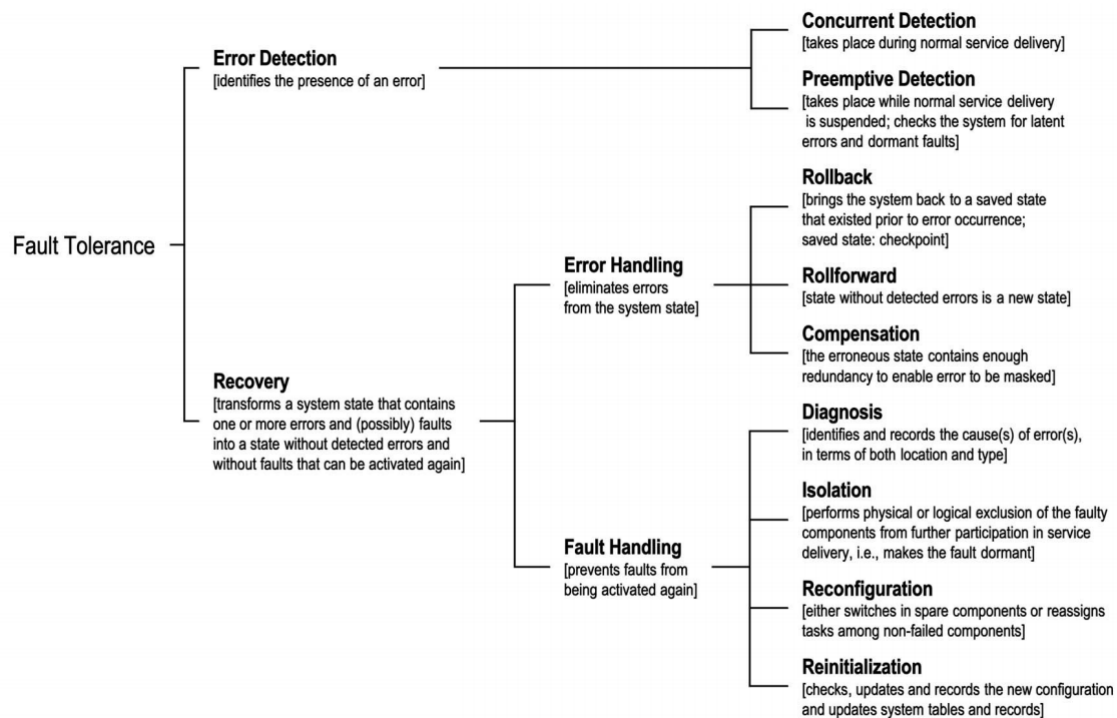 Fault Tolerance
Error Detection
[identifies the presence of an error]
Concurrent Detection
[takes place during normal service delivery]
Preemptive Detection
[takes place while normal service delivery
is suspended; checks the system for latent
errors and dormant faults]
Recovery
[transforms a system state that contains
one or more errors and (possibly) faults
into a state without detected errors and
without faults that can be activated again]
Error Handling
[eliminates errors
from the system state]
Rollback
[brings the system back to a saved state
that existed prior to error occurrence;
saved state: checkpoint]
Rollforward
[state without detected errors is a new state]
Compensation
[the erroneous state contains enough
redundancy to enable error to be masked]
Fault Handling
[prevents faults from
being activated again]
Diagnosis
[identifies and records the cause(s) of error(s),
in terms of both location and type]
Isolation
[performs physical or logical exclusion of the faulty
components from further participation in service
delivery, i.e., makes the fault dormant]
Reconfiguration
[either switches in spare components or reassigns
tasks among non-failed components]
Reinitialization
[checks, updates and records the new configuration
and updates system tables and records]